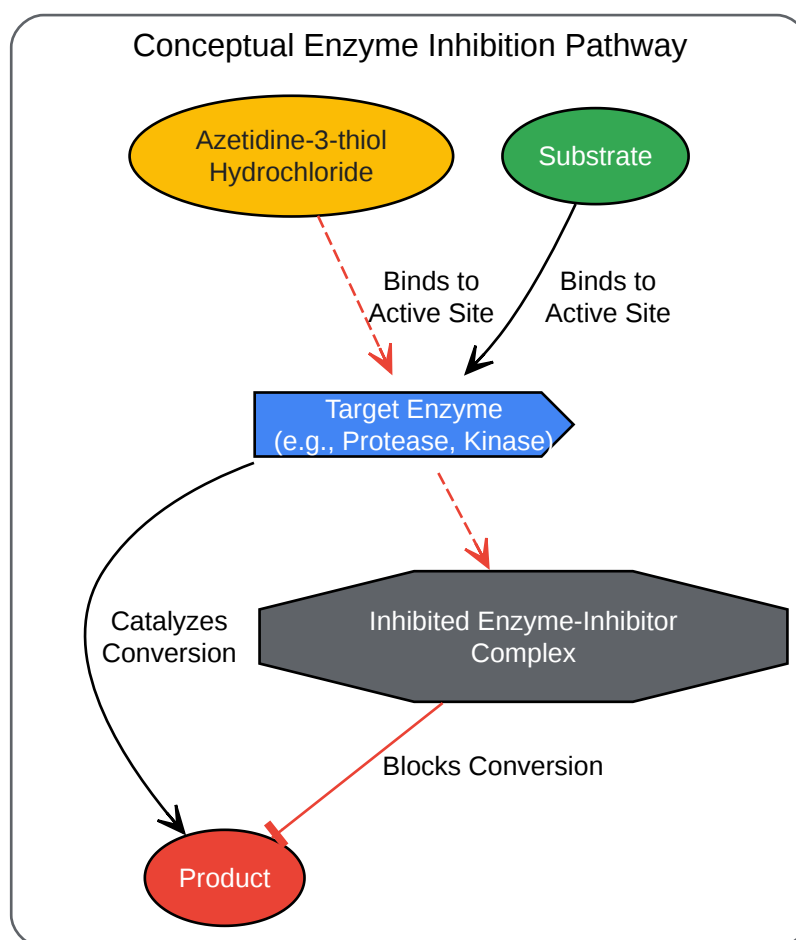 Conceptual Enzyme Inhibition Pathway
Azetidine-3-thiol
Hydrochloride
Substrate
Binds to
Active Site
Binds to
Active Site
Target Enzyme
(e.g., Protease, Kinase)
Catalyzes
Conversion
Inhibited Enzyme-Inhibitor
Complex
Blocks Conversion
Product